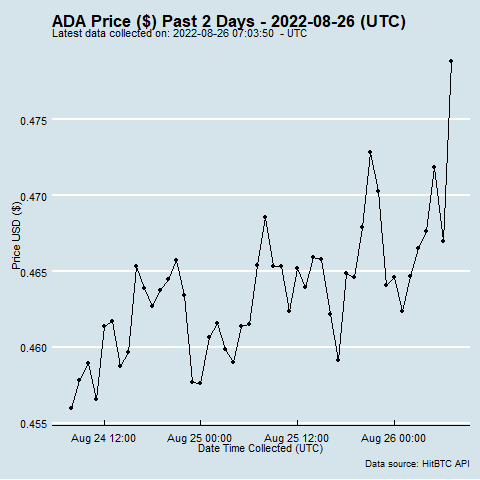 ADA Price ($) Past 2 Days - 2022-08-26 (UTC)
Latest data collected on: 2022-08-26 07:03:50  - UTC
Price USD ($)
0.475
0.470
0.465
0.460
0.455
Aug 24 12:00 Aug 25 00:00 Aug 25 12:00 Aug 26 00:00
Date Time Collected (UTC)
Data source: HitBTC API